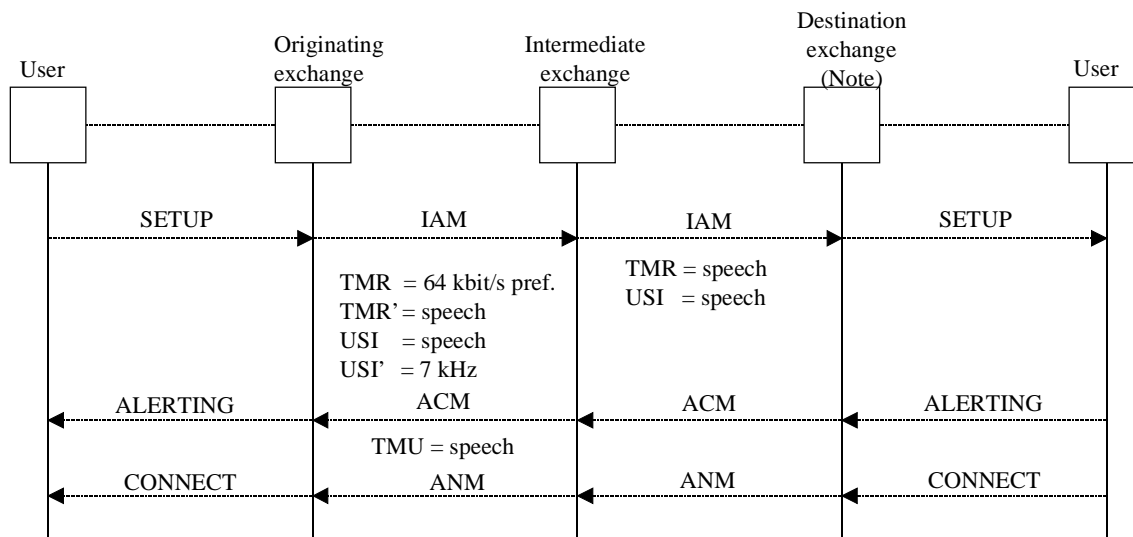 User
Originating
exchange
Intermediate
exchange
Destination
exchange
(Note)
User
SETUP
IAM
IAM
SETUP
TMR = 64 kbit/s pref.
TMR’ = speech
USI = speech
USI’ = 7 kHz
TMR = speech
USI = speech
ALERTING
ACM
ACM
ALERTING
TMU = speech
CONNECT
ANM
ANM
CONNECT